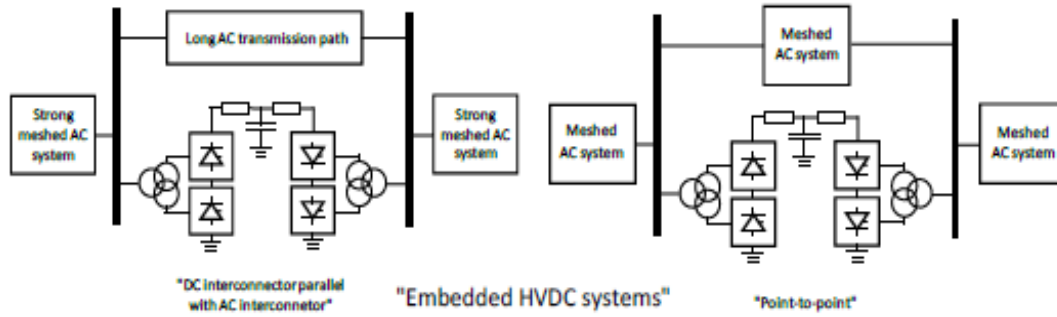 Long AC transmission path
Strong
meshed AC
system
Strong
meshed AC
system
"DC interconnector parallel
with AC interconnetor"
"Embedded HVDC systems"
Meshed
AC system
Meshed
AC system
Meshed
AC system
"Point-to-point"